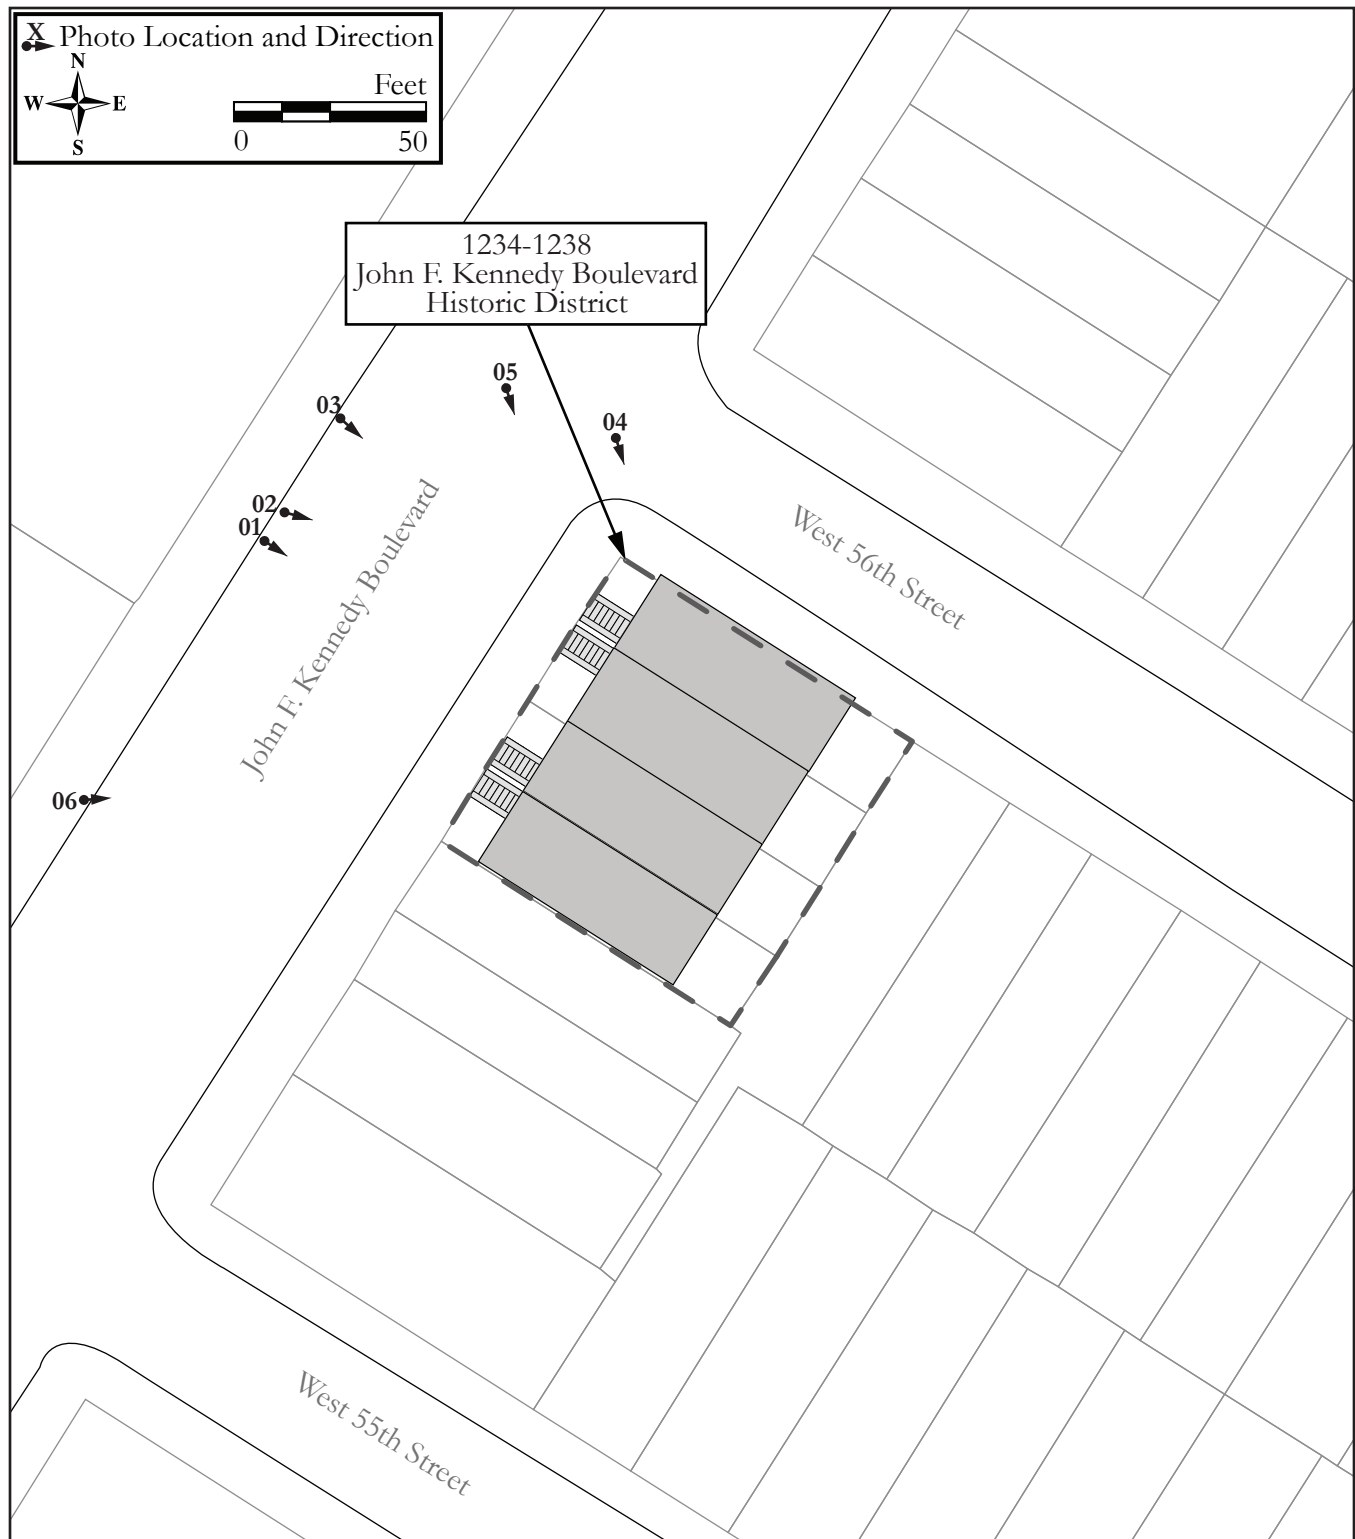 X
Photo Location and Direction
N
W E
S
Feet
0 50
1234-1238
John F. Kennedy Boulevard
Historic District
05
03
04
02
01
John F. Kennedy Boulevard
West 56th Street
06
West 55th Street